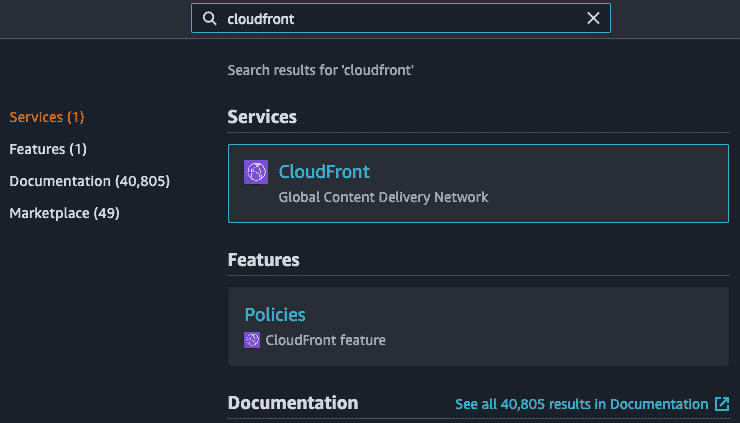 cloudfront
Search results for 'cloudfront'
Services (1)
Features (1)
Documentation (40,805)
Marketplace (49)
Services
CloudFront
Global Content Delivery Network
Features
Policies
CloudFront feature
Documentation
See all 40,805 results in Documentation